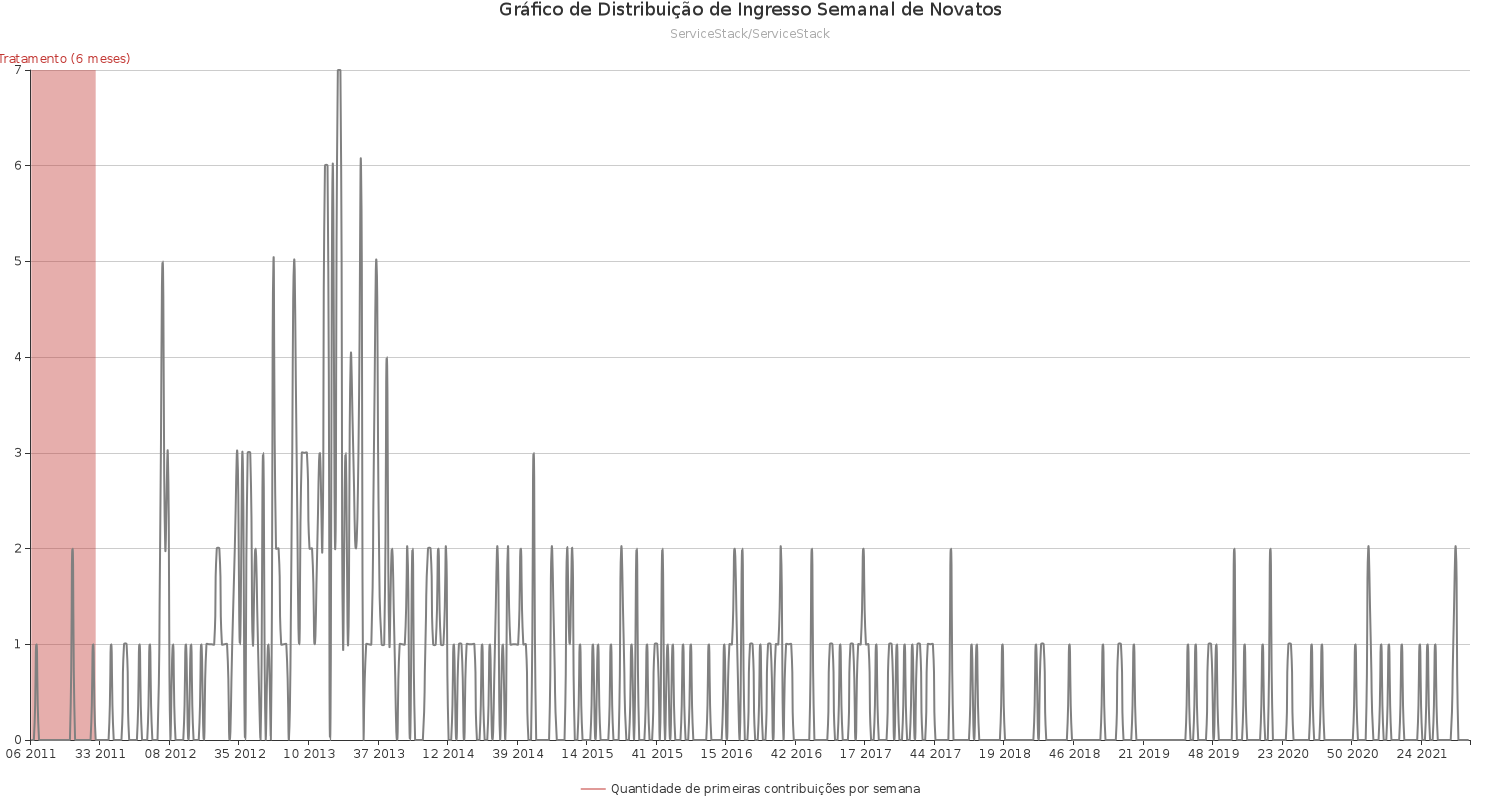 Gráfico de Distribuição de Ingresso Semanal de Novatos
ServiceStack/ServiceStack
Tratamento (6 meses)
7
6
5
4
3
2
1
0
06 2011 33 2011 08 2012 35 2012 10 2013 37 2013 12 2014 39 2014 14 2015 41 2015 15 2016 42 2016 17 2017 44 2017 19 2018 46 2018 21 2019 48 2019 23 2020 50 2020 24 2021
Quantidade de primeiras contribuições por semana